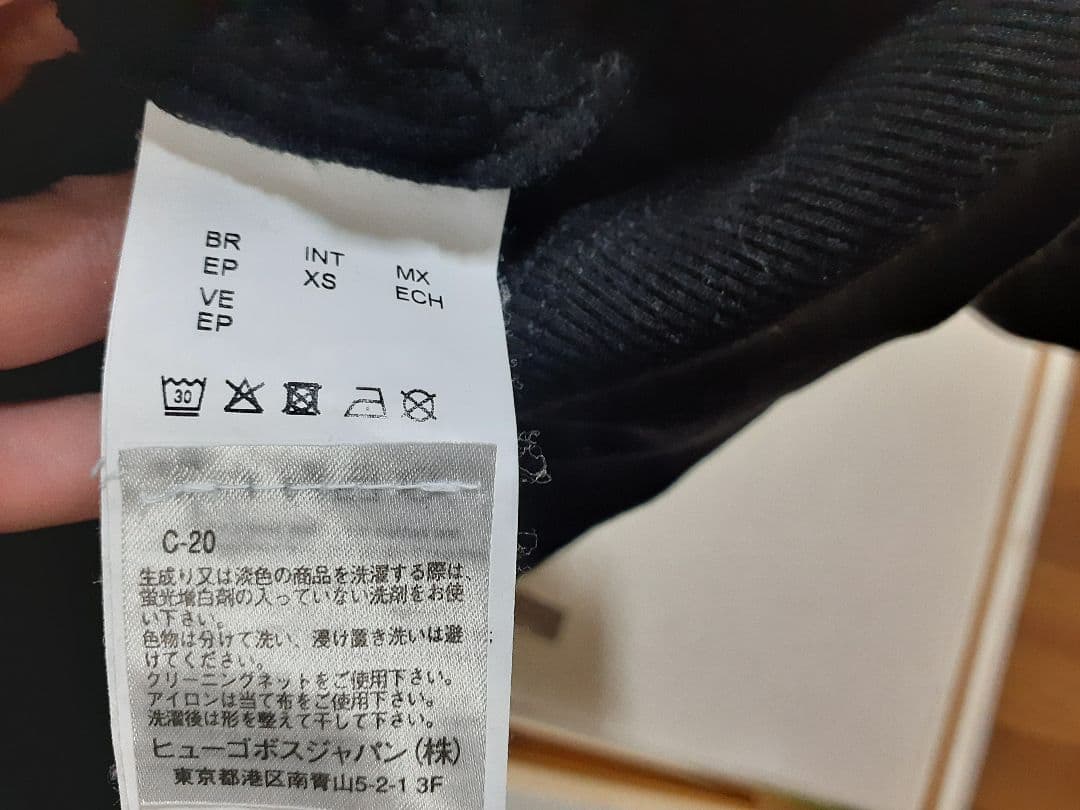 BR
EP
VE
EP
INT
XS
MX
ECH
30
C-20
生成り又は淡色の商品を洗濯する際は、
蛍光増白剤の入っていない洗剤をお使
い下さい。
色物は分けて洗い、浸け置き洗いは避
けてください。
クリーニングネットをご使用下さい。
アイロンは当て布をご使用下さい。
洗濯後は形を整えて干して下さい。
ヒューゴボスジャパン(株)
東京都港区南青山5-2-1 3F